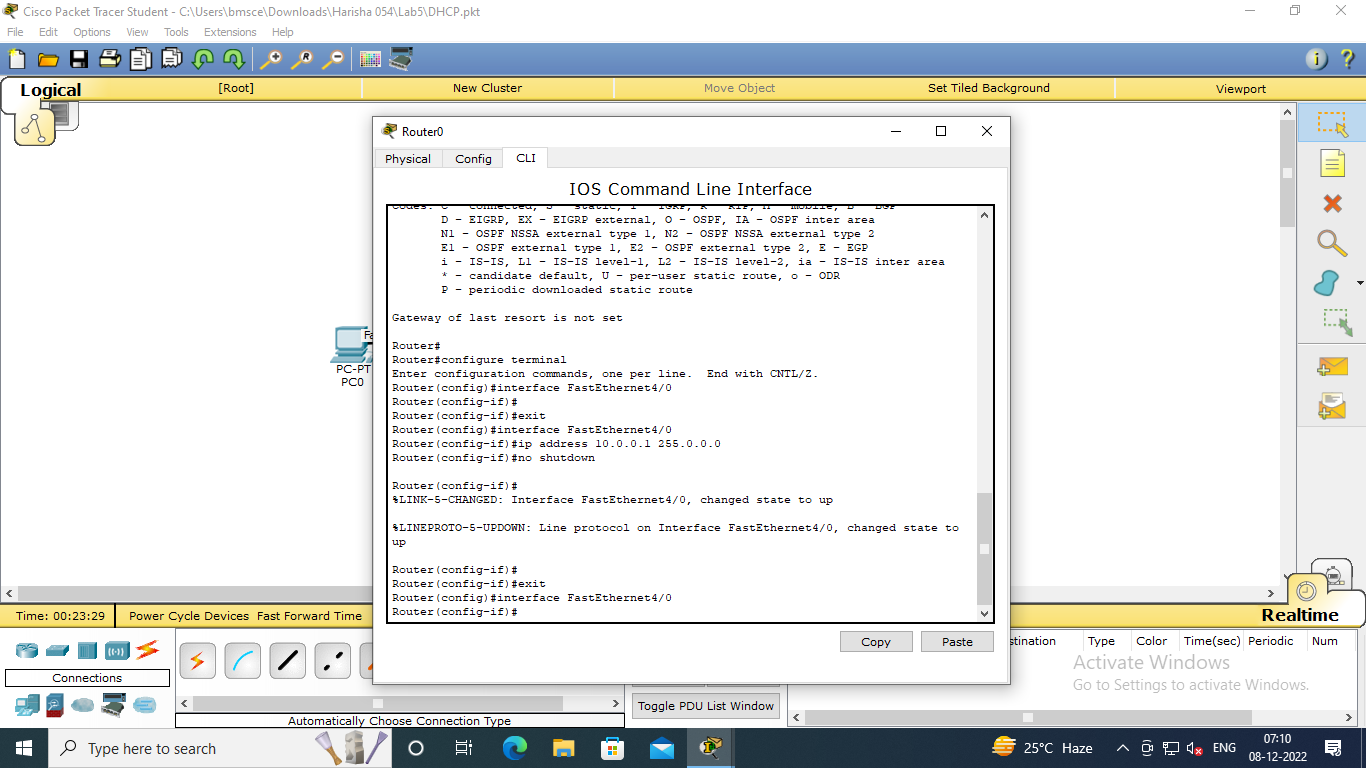 Cisco Packet Tracer Student - C:\Users\bmsce\Downloads\Harisha 054\Lab5\DHCP.pkt
File Edit Options View Tools Extensions Help
Logical [Root] New Cluster Move Object Set Tiled Background Viewport
Router0
Physical Config CLI
IOS Command Line Interface
Codes: C - connected, S - static, I - IGRP, R - RIP, M - mobile, B - BGP
D - EIGRP, EX - EIGRP external, O - OSPF, IA - OSPF inter area
N1 - OSPF NSSA external type 1, N2 - OSPF NSSA external type 2
E1 - OSPF external type 1, E2 - OSPF external type 2, E - EGP
i - IS-IS, L1 - IS-IS level-1, L2 - IS-IS level-2, ia - IS-IS inter area
* - candidate default, U - per-user static route, o - ODR
P - periodic downloaded static route
Gateway of last resort is not set
Router#
Router#configure terminal
Enter configuration commands, one per line. End with CNTL/Z.
Router(config)#interface FastEthernet4/0
Router(config-if)#
Router(config-if)#exit
Router(config)#interface FastEthernet4/0
Router(config-if)#ip address 10.0.0.1 255.0.0.0
Router(config-if)#no shutdown
Router(config-if)#
%LINK-5-CHANGED: Interface FastEthernet4/0, changed state to up
%LINEPROTO-5-UPDOWN: Line protocol on Interface FastEthernet4/0, changed state to
up
Router(config-if)#
Router(config-if)#exit
Router(config)#interface FastEthernet4/0
Router(config-if)#
Copy Paste
Fa
PC-PT
PC0
Time: 00:23:29 Power Cycle Devices Fast Forward Time
Realtime
Connections
Automatically Choose Connection Type
Toggle PDU List Window
stination Type Color Time(sec) Periodic Num
Activate Windows
Go to Settings to activate Windows.
Type here to search
25°C Haze
ENG
07:10
08-12-2022